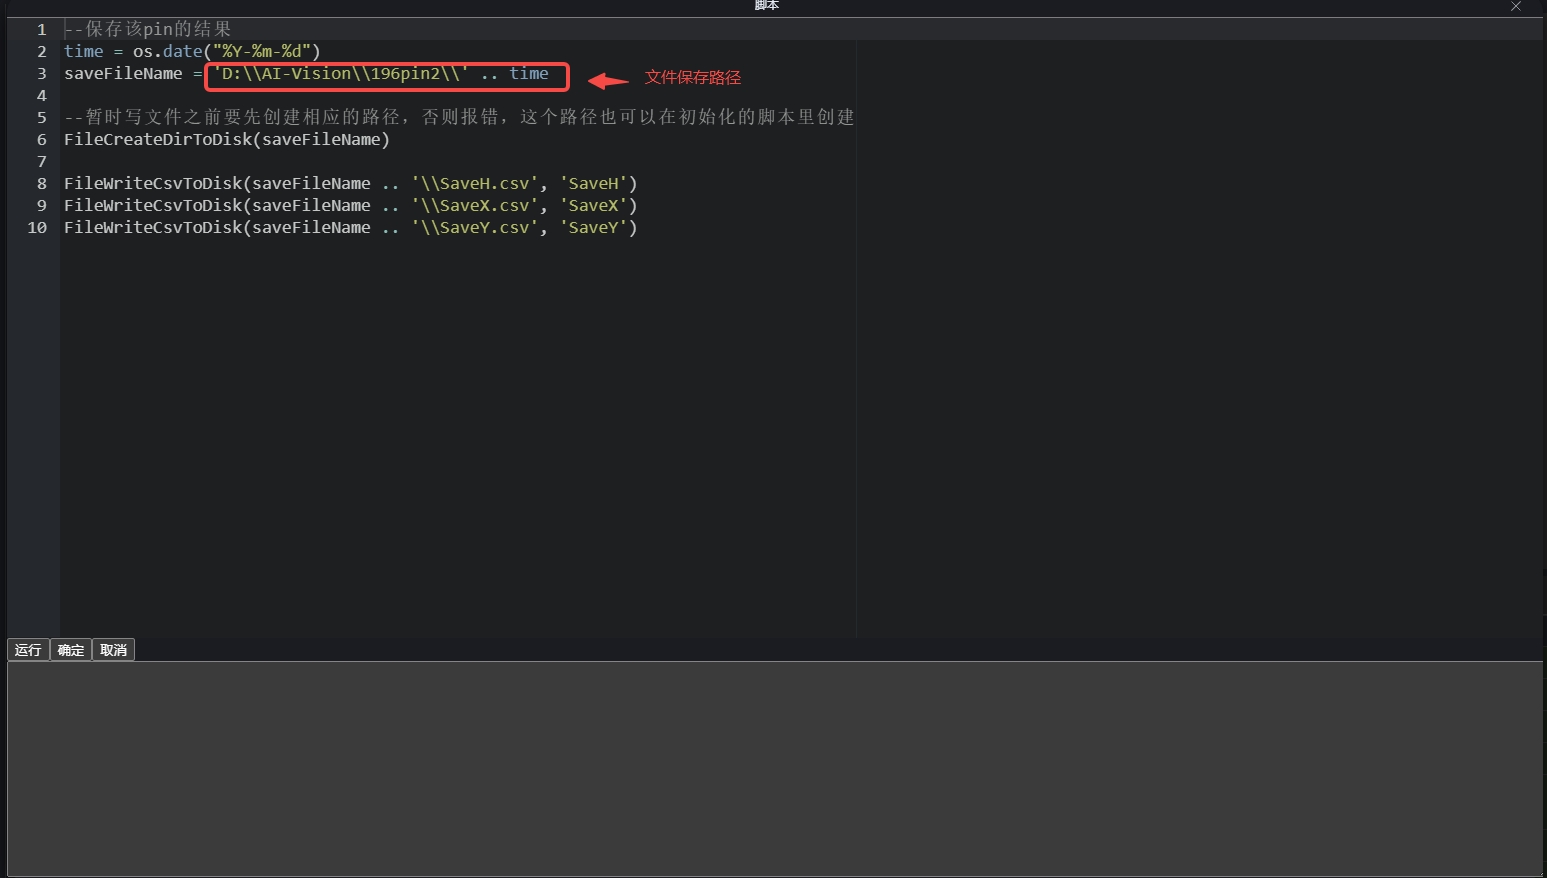 脚本
1 --保存该pin的结果
2 time = os.date("%Y-%m-%d")
3 saveFileName = 'D:\\AI-Vision\\196pin2\\' .. time
文件保存路径
4
5 --暂时写文件之前要先创建相应的路径，否则报错，这个路径也可以在初始化的脚本里创建
6 FileCreateDirToDisk(saveFileName)
7
8 FileWriteCsvToDisk(saveFileName .. '\\SaveH.csv', 'SaveH')
9 FileWriteCsvToDisk(saveFileName .. '\\SaveX.csv', 'SaveX')
10 FileWriteCsvToDisk(saveFileName .. '\\SaveY.csv', 'SaveY')
运行 确定 取消